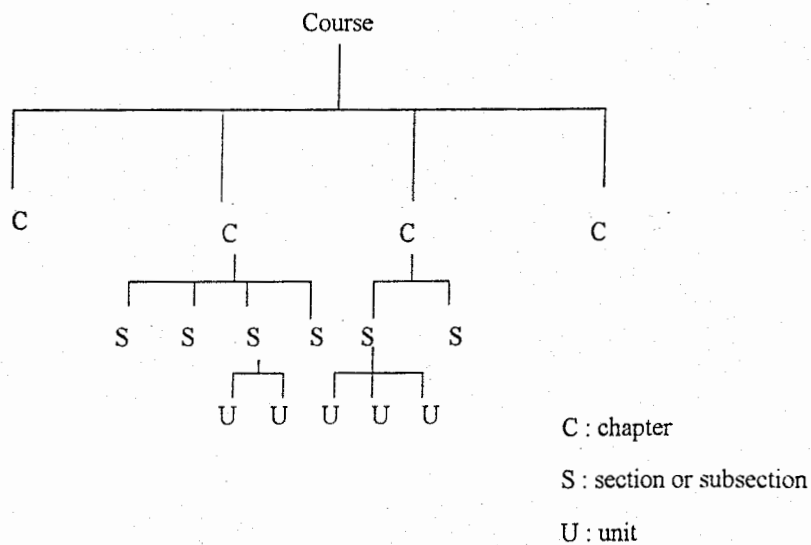 Course
C C C C
S S S S S S
U U U U U
C : chapter
S : section or subsection
U : unit